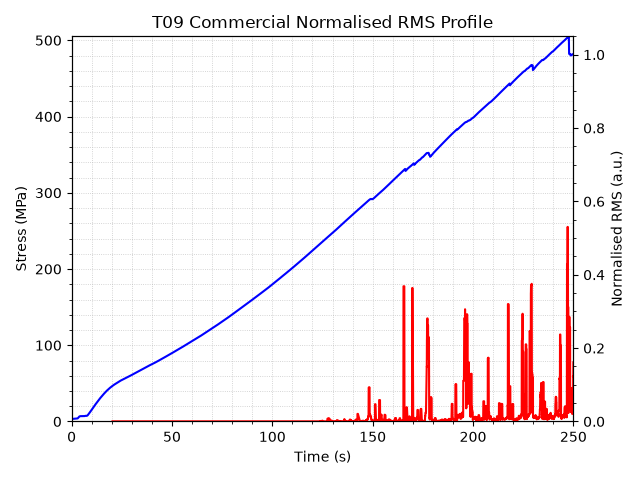 T09 Commercial Normalised RMS Profile
500
400
300
200
100
0
Stress (MPa)
1.0
0.8
0.6
0.4
0.2
0.0
Normalised RMS (a.u.)
0 50 100 150 200 250
Time (s)